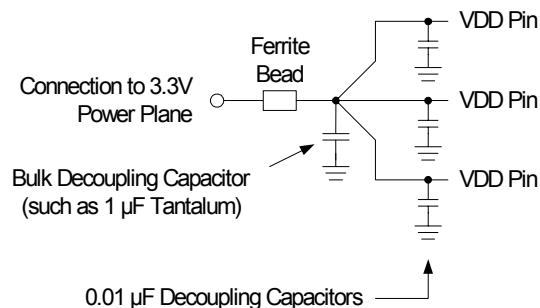 VDD Pin
Ferrite
Bead
Connection to 3.3V
Power Plane
VDD Pin
Bulk Decoupling Capacitor
(such as 1 µF Tantalum)
VDD Pin
0.01 µF Decoupling Capacitors